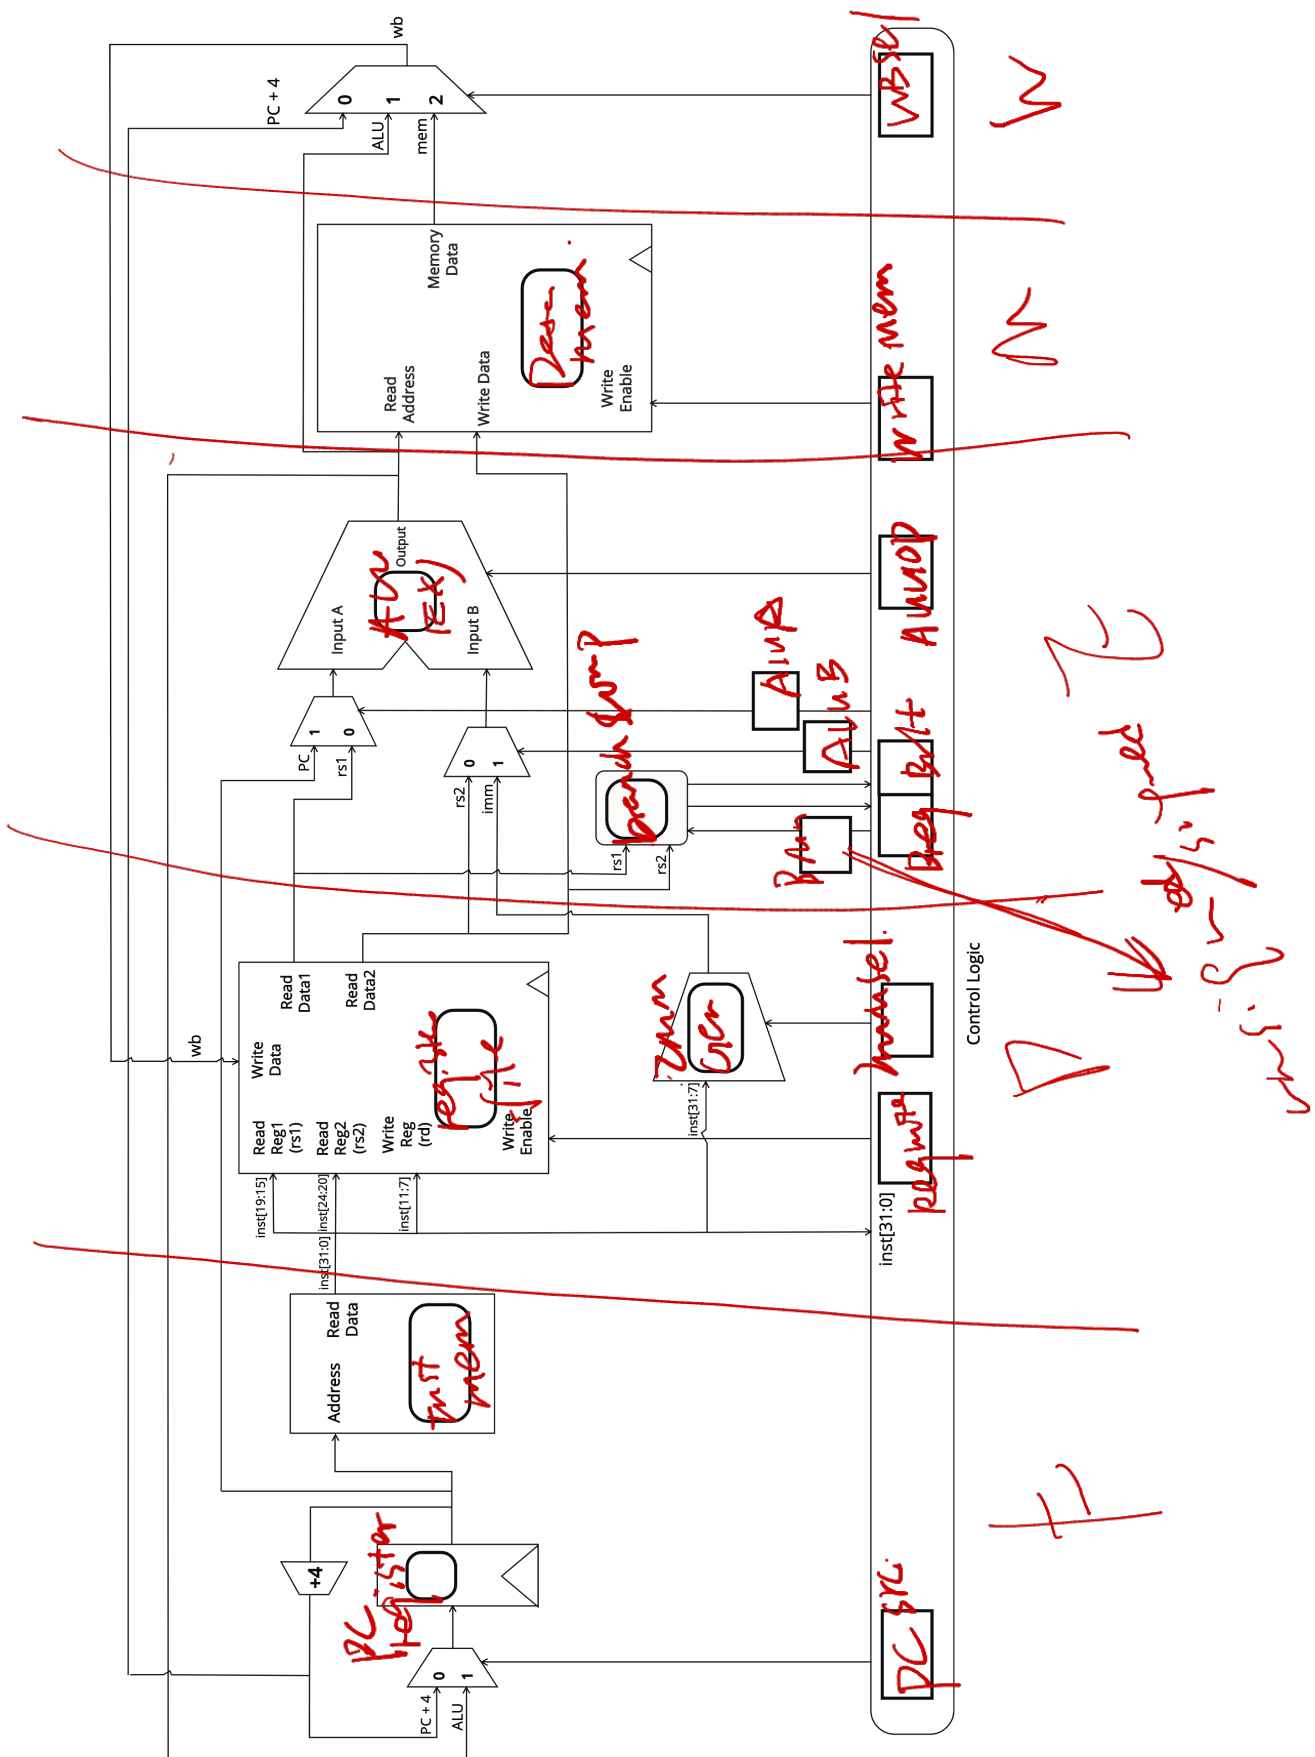 PC + 4
ALU
0
1
PC src.
PC
register
+4
Address
Read
Data
Inst
mem
F
inst[31:0]
inst[19:15]
inst[24:20]
inst[11:7]
inst[31:7]
inst[31:0]
Read
Reg1
(rs1)
Read
Reg2
(rs2)
Write
Reg
(rd)
Write
Enable
Write
Data
wb
Read
Data1
Read
Data2
register
file
Imm
Gen
Regwrite
Immsel.
D
Control Logic
PC
rs1
1
0
rs2
imm
0
1
rs1
rs2
branch comp
BrUn
Breq
Brlt
AluB
AluA
Aluop
Input A
Input B
Output
ALU
(EX)
E
Read
Address
Write Data
Write
Enable
Memory
Data
Data
mem.
write mem
M
PC + 4
ALU
mem
0
1
2
wb
WBsel
W